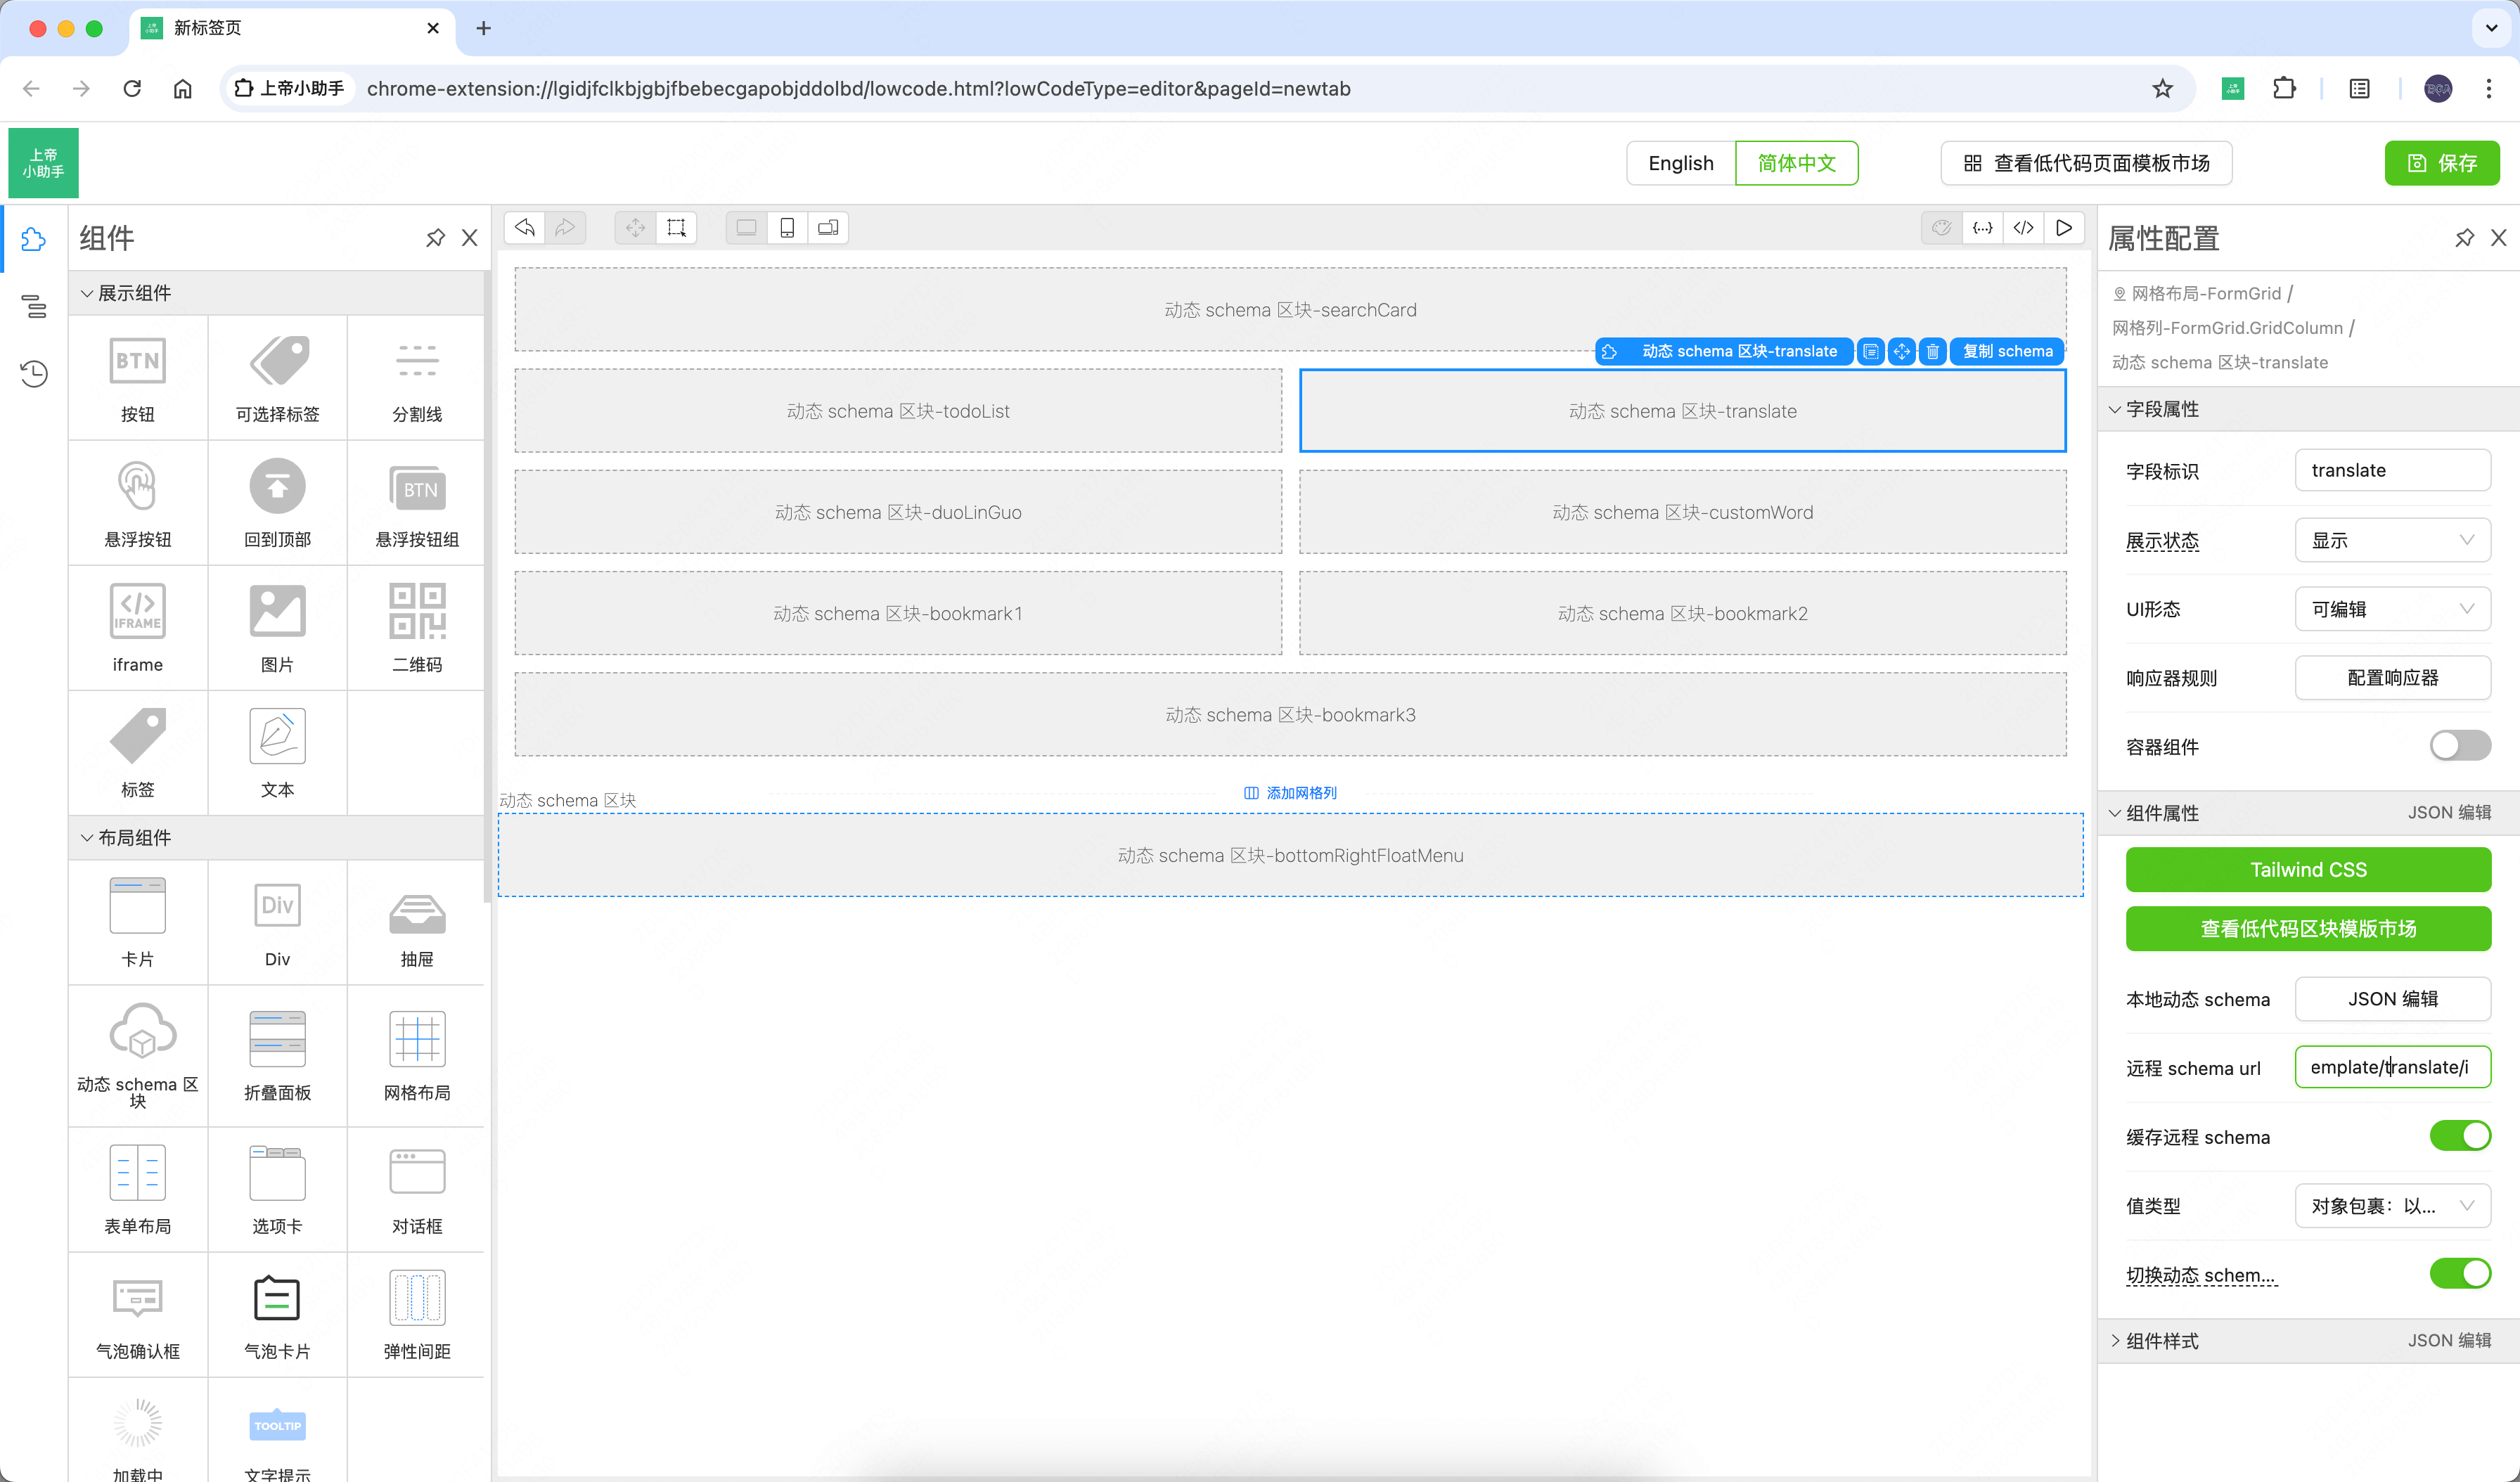 上帝
小助手
新标签页
上帝小助手
chrome-extension://lgidjfclkbjgbjfbebecgapobjddolbd/lowcode.html?lowCodeType=editor&pageId=newtab
上帝
小助手
English
简体中文
查看低代码页面模板市场
保存
组件
展示组件
BTN
按钮
可选择标签
分割线
悬浮按钮
回到顶部
BTN
悬浮按钮组
IFRAME
iframe
图片
二维码
标签
文本
布局组件
卡片
Div
Div
抽屉
动态 schema 区
块
折叠面板
网格布局
表单布局
选项卡
对话框
气泡确认框
气泡卡片
弹性间距
加载中
TOOLTIP
文字提示
动态 schema 区块-searchCard
动态 schema 区块-translate
复制 schema
动态 schema 区块-todoList
动态 schema 区块-translate
动态 schema 区块-duoLinGuo
动态 schema 区块-customWord
动态 schema 区块-bookmark1
动态 schema 区块-bookmark2
动态 schema 区块-bookmark3
添加网格列
动态 schema 区块
动态 schema 区块-bottomRightFloatMenu
属性配置
网格布局-FormGrid /
网格列-FormGrid.GridColumn /
动态 schema 区块-translate
字段属性
字段标识
translate
展示状态
显示
UI形态
可编辑
响应器规则
配置响应器
容器组件
组件属性
JSON 编辑
Tailwind CSS
查看低代码区块模版市场
本地动态 schema
JSON 编辑
远程 schema url
emplate/translate/i
缓存远程 schema
值类型
对象包裹：以...
切换动态 schem...
组件样式
JSON 编辑